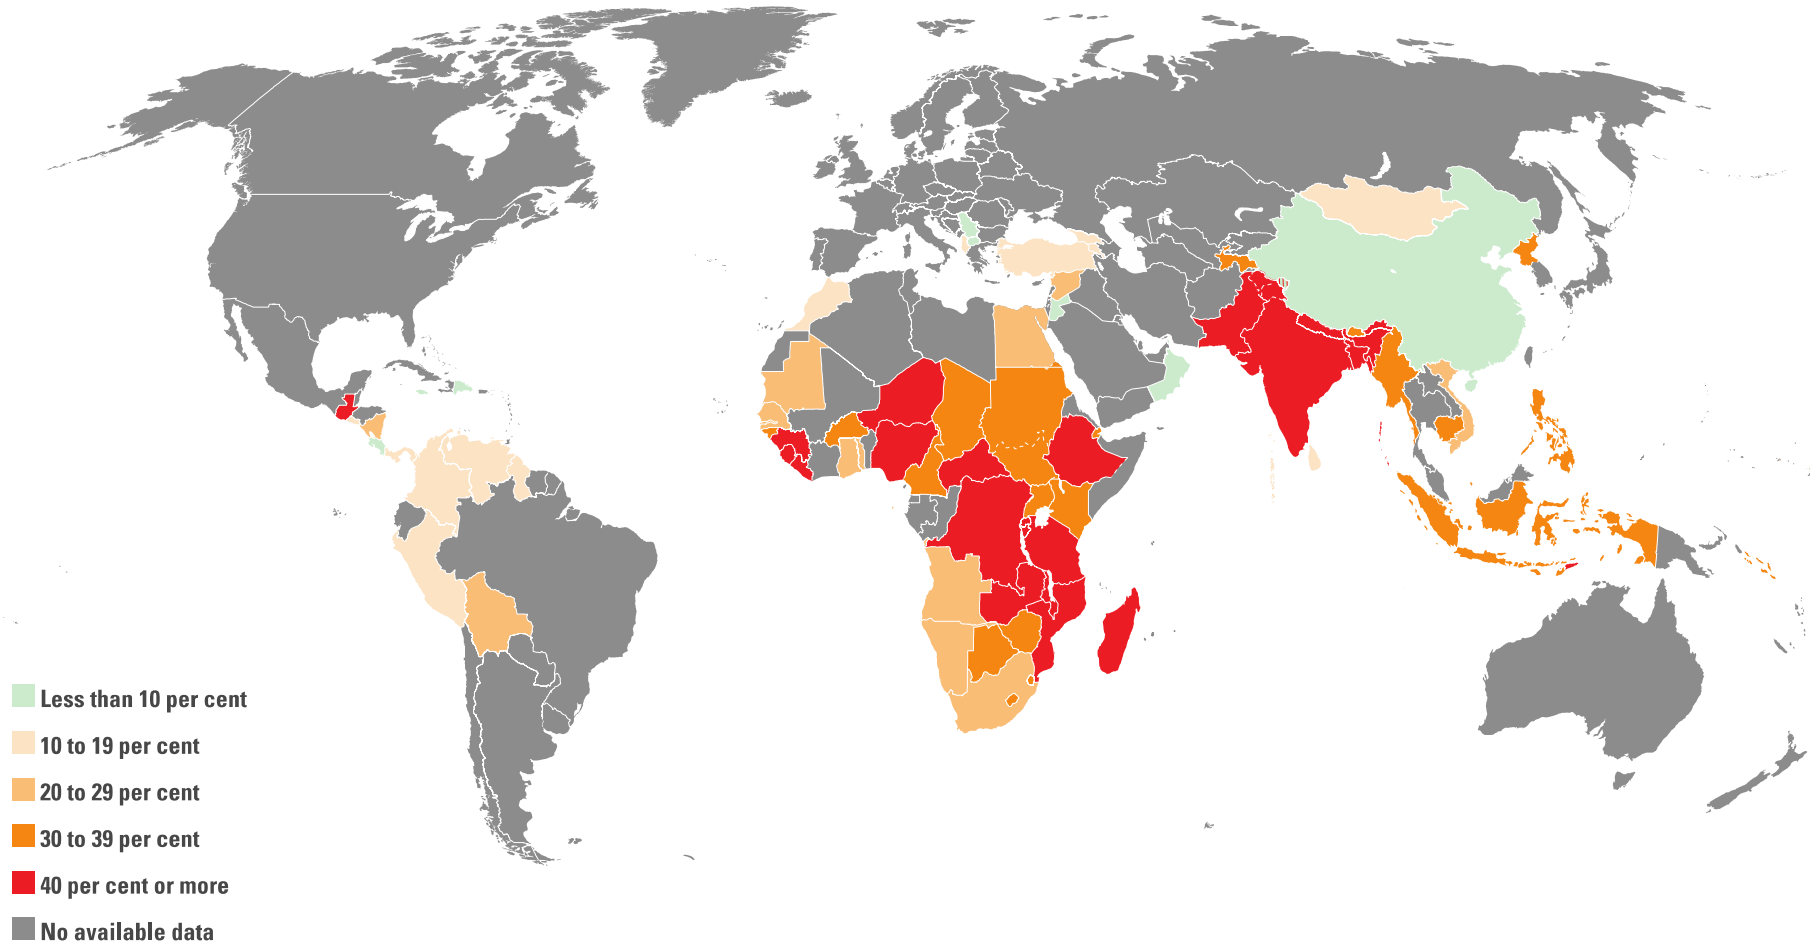 Less than 10 per cent
10 to 19 per cent
20 to 29 per cent
30 to 39 per cent
40 per cent or more
No available data